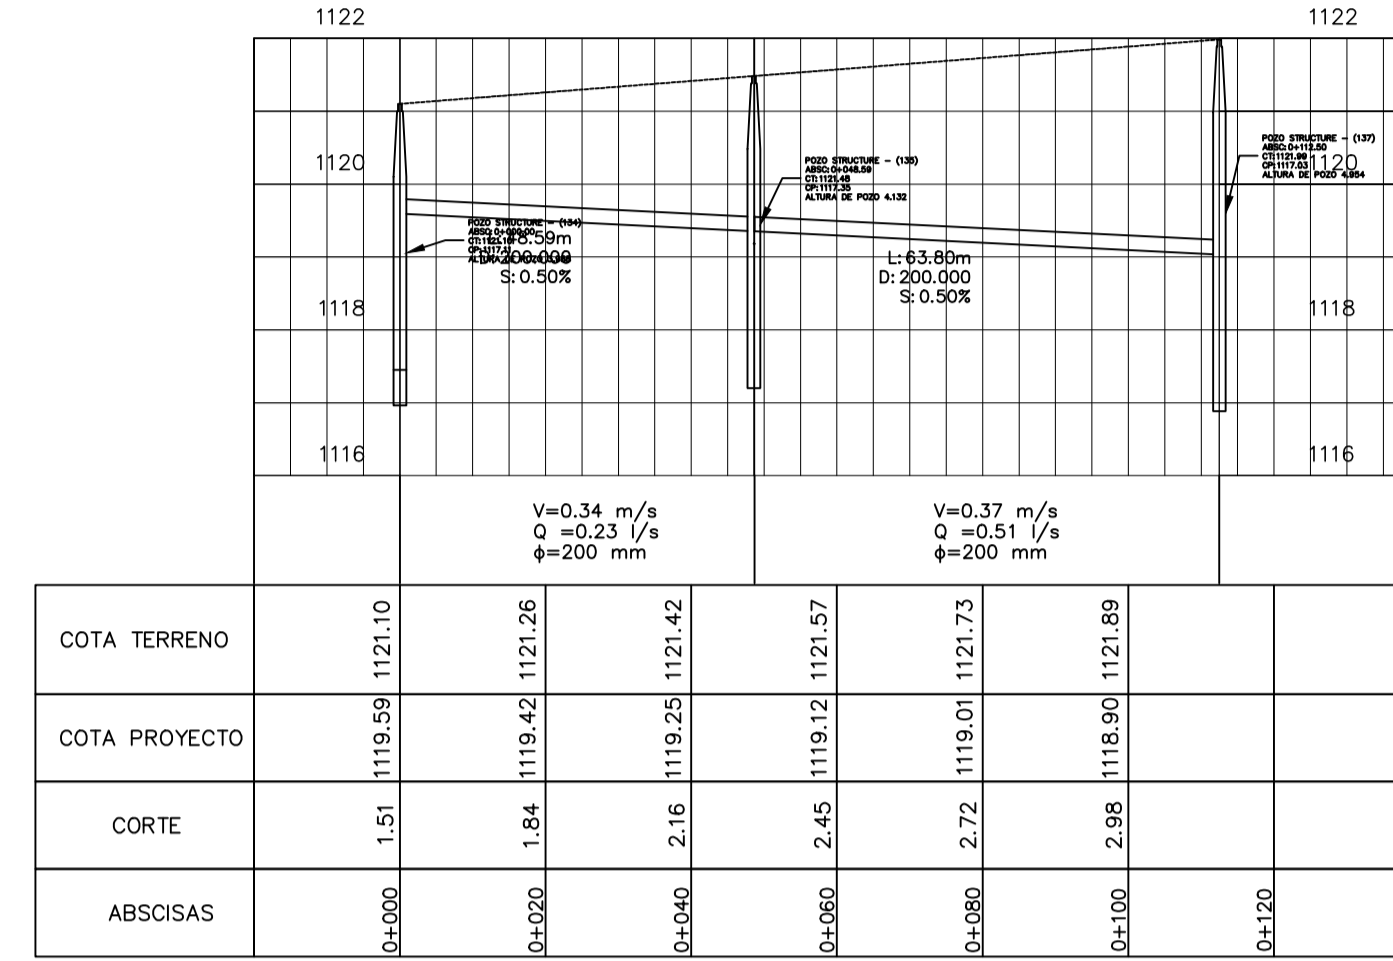 1122 1122
1120 1120
1118 1118
1116 1116
POZO STRUCTURE - (134)
ABSC: 0+000.00
S: 0.50%
POZO STRUCTURE - (135)
ABSC: 0+048.59
CT: 1121.48
CP: 1117.35
ALTURA DE POZO 4.132
L: 63.80m
D: 200.000
S: 0.50%
POZO STRUCTURE - (137)
ABSC: 0+112.50
CT: 1121.99
CP: 1117.03
ALTURA DE POZO 4.954
V=0.34 m/s
Q =0.23 l/s
ϕ=200 mm
V=0.37 m/s
Q =0.51 l/s
ϕ=200 mm
COTA TERRENO 1121.10 1121.26 1121.42 1121.57 1121.73 1121.89
COTA PROYECTO 1119.59 1119.42 1119.25 1119.12 1119.01 1118.90
CORTE 1.51 1.84 2.16 2.45 2.72 2.98
ABSCISAS 0+000 0+020 0+040 0+060 0+080 0+100 0+120